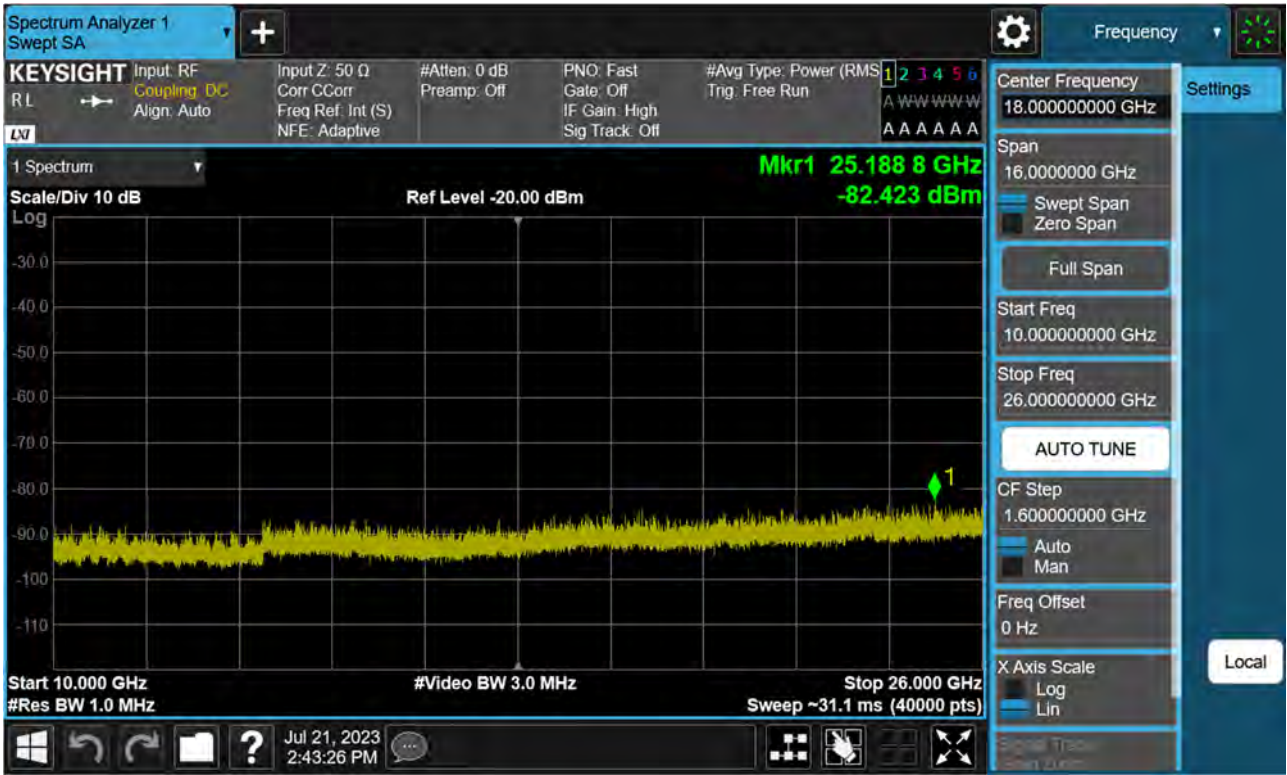 Spectrum Analyzer 1
Swept SA
+
Frequency
KEYSIGHT
R L
LXI
Input: RF
Coupling: DC
Align: Auto
Input Z: 50 Ω
Corr CCorr
Freq Ref: Int (S)
NFE: Adaptive
#Atten: 0 dB
Preamp: Off
PNO: Fast
Gate: Off
IF Gain: High
Sig Track: Off
#Avg Type: Power (RMS
Trig: Free Run
1 2 3 4 5 6
A W W W W W
A A A A A A
1 Spectrum
Scale/Div 10 dB
Log
Ref Level -20.00 dBm
Mkr1 25.188 8 GHz
-82.423 dBm
-30.0
-40.0
-50.0
-60.0
-70.0
-80.0
-90.0
-100
-110
1
Start 10.000 GHz
#Res BW 1.0 MHz
#Video BW 3.0 MHz
Stop 26.000 GHz
Sweep ~31.1 ms (40000 pts)
Center Frequency
18.000000000 GHz
Span
16.0000000 GHz
Swept Span
Zero Span
Full Span
Start Freq
10.000000000 GHz
Stop Freq
26.000000000 GHz
AUTO TUNE
CF Step
1.600000000 GHz
Auto
Man
Freq Offset
0 Hz
X Axis Scale
Log
Lin
Settings
Local
?
Jul 21, 2023
2:43:26 PM